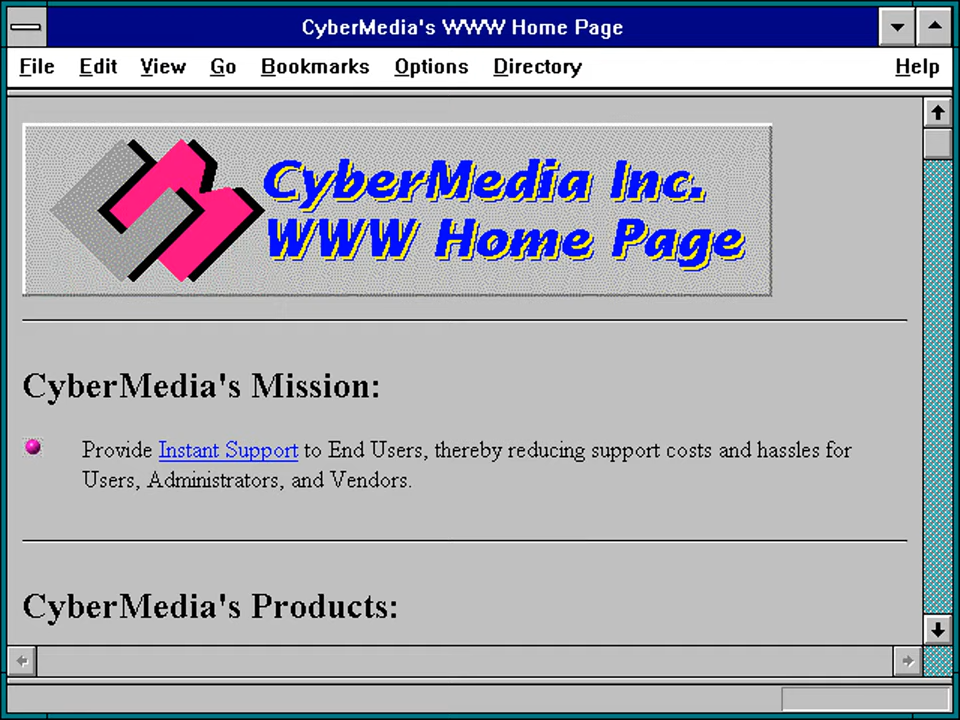 CyberMedia's WWW Home Page
File Edit View Go Bookmarks Options Directory Help
CyberMedia Inc.
WWW Home Page
CyberMedia's Mission:
Provide Instant Support to End Users, thereby reducing support costs and hassles for
Users, Administrators, and Vendors.
CyberMedia's Products: